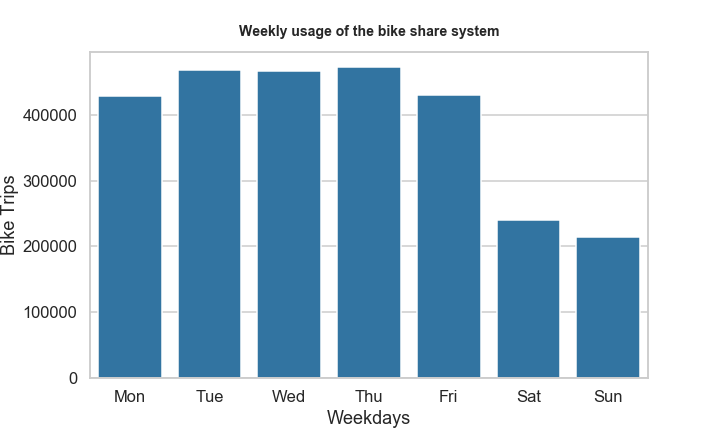 Weekly usage of the bike share system
Bike Trips
400000
300000
200000
100000
0
Mon Tue Wed Thu Fri Sat Sun
Weekdays